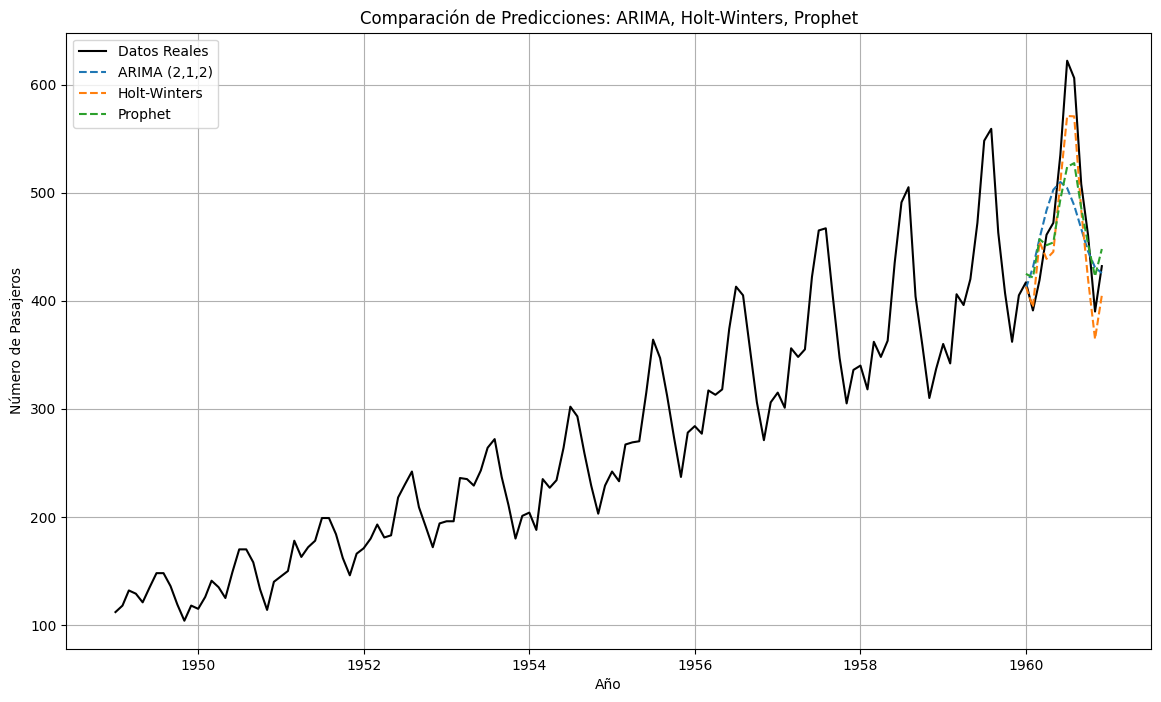 Comparación de Predicciones: ARIMA, Holt-Winters, Prophet
Datos Reales
ARIMA (2,1,2)
Holt-Winters
Prophet
Número de Pasajeros
600
500
400
300
200
100
1950 1952 1954 1956 1958 1960
Año